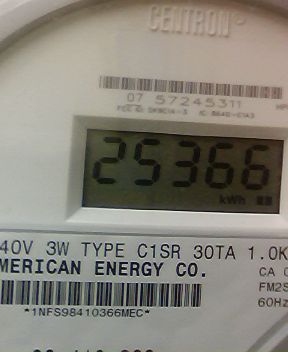 CENTRON®
07 57245311
25366
kWh
40V 3W TYPE C1SR 30TA 1.0K
MERICAN ENERGY CO.
CA 0
FM2S
60Hz
*1NFS98410366MEC*